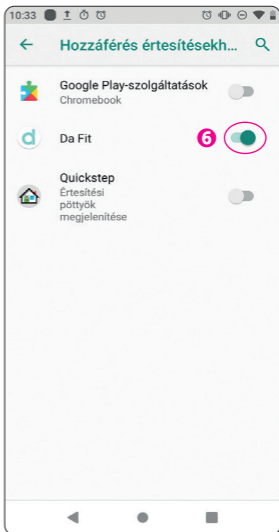 10:33
Hozzáférés értesítésekh...
Google Play-szolgáltatások
Chromebook
Da Fit
6
Quickstep
Értesítési
pöttyök
megjelenítése